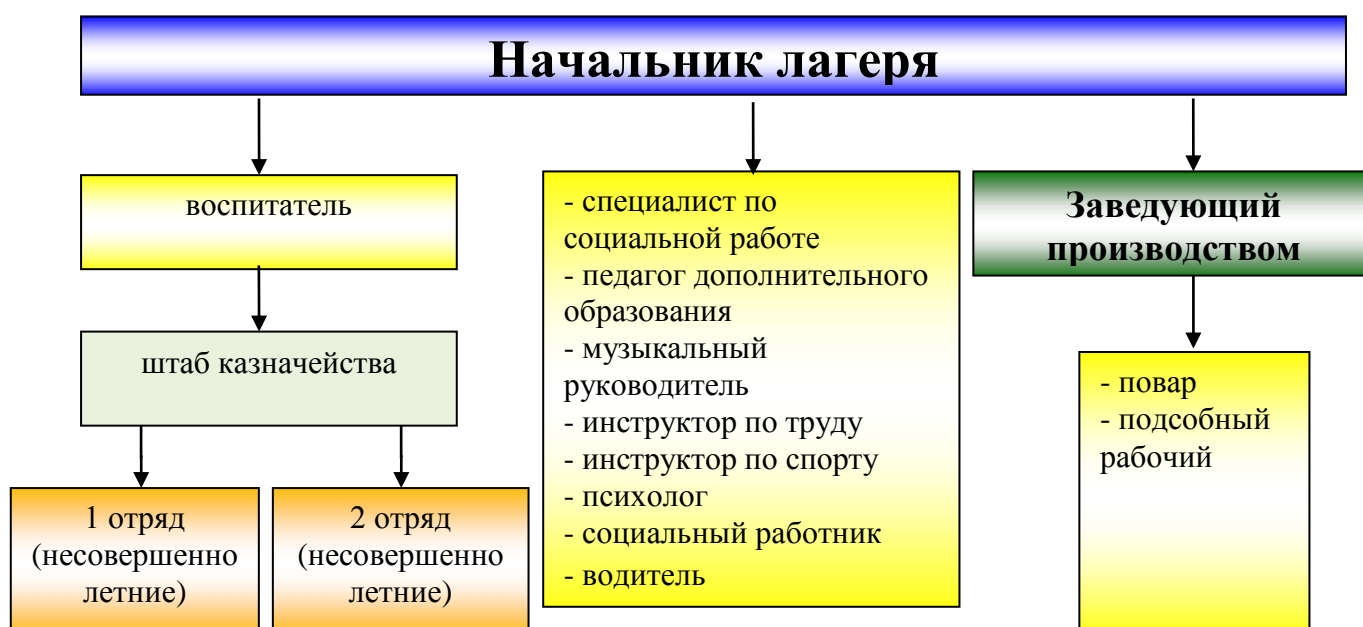 Начальник лагеря
воспитатель
штаб казначейства
1 отряд
(несовершенно
летние)
2 отряд
(несовершенно
летние)
- специалист по
социальной работе
- педагог дополнительного
образования
- музыкальный
руководитель
- инструктор по труду
- инструктор по спорту
- психолог
- социальный работник
- водитель
Заведующий
производством
- повар
- подсобный
рабочий